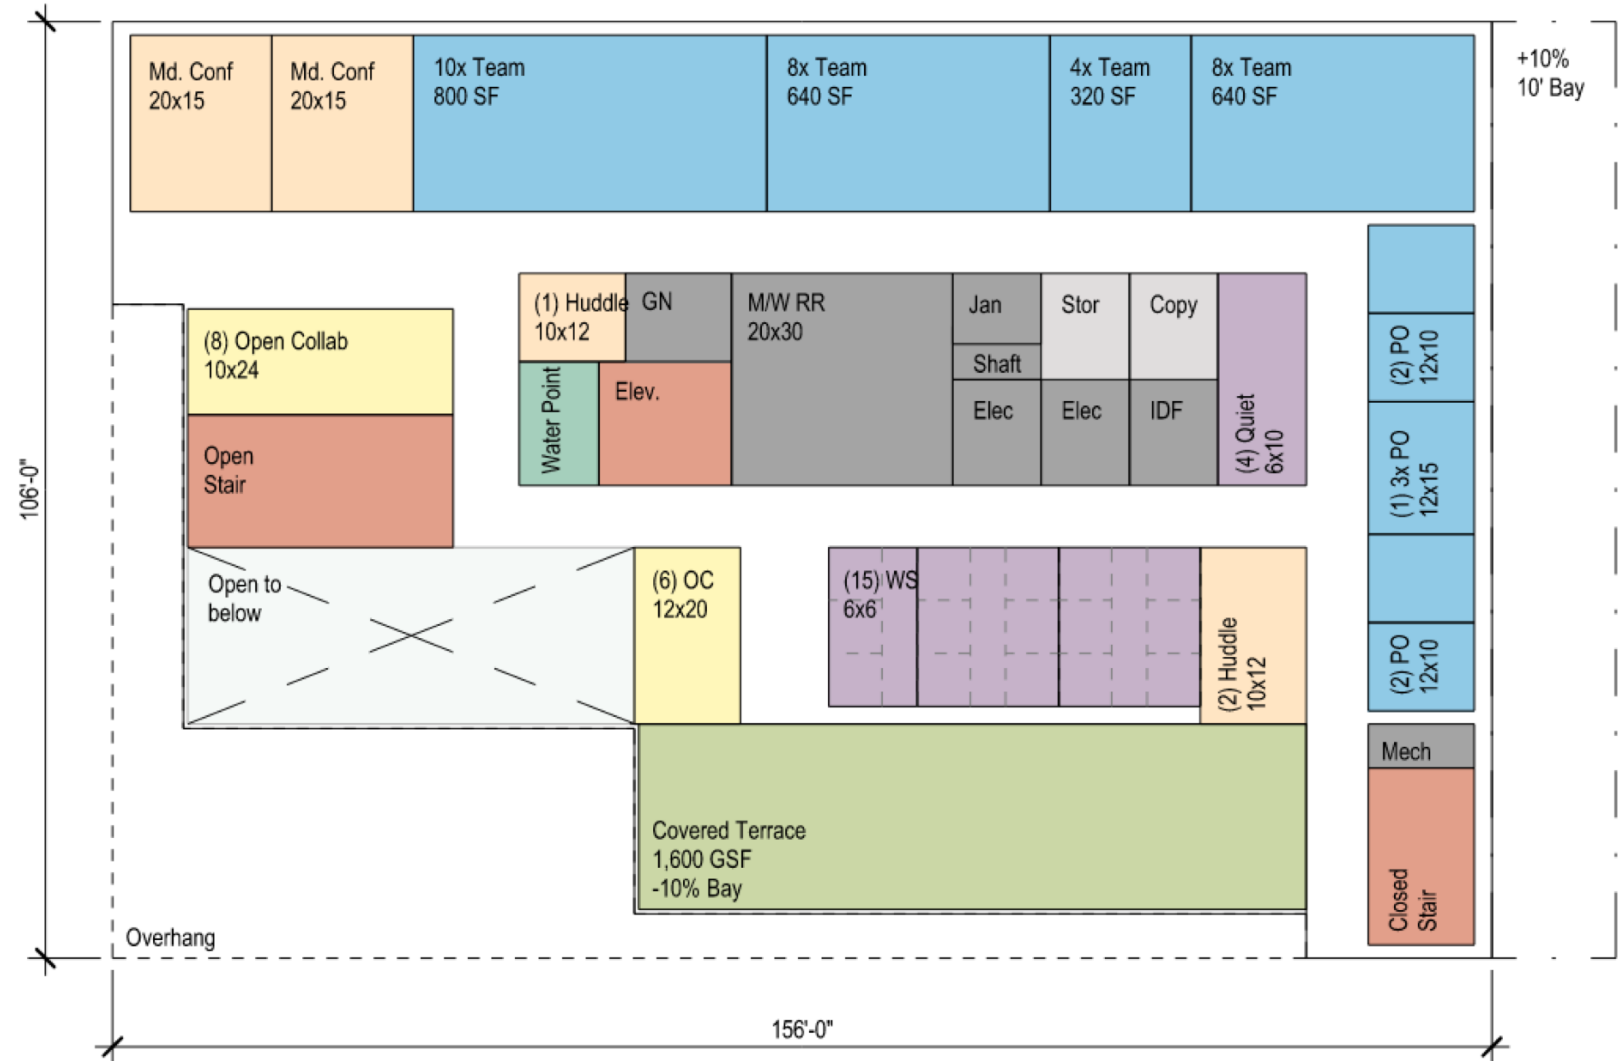 Md. Conf
20x15
Md. Conf
20x15
10x Team
800 SF
8x Team
640 SF
4x Team
320 SF
8x Team
640 SF
+10%
10' Bay
(1) Huddle
10x12
GN
M/W RR
20x30
Jan
Stor
Copy
(8) Open Collab
10x24
Shaft
(2) PO
12x10
Water Point
Elev.
Elec
Elec
IDF
(4) Quiet
6x10
Open
Stair
(1) 3x PO
12x15
106'-0"
Open to
below
(6) OC
12x20
(15) WS
6x6
(2) Huddle
10x12
(2) PO
12x10
Mech
Covered Terrace
1,600 GSF
-10% Bay
Closed
Stair
Overhang
156'-0"